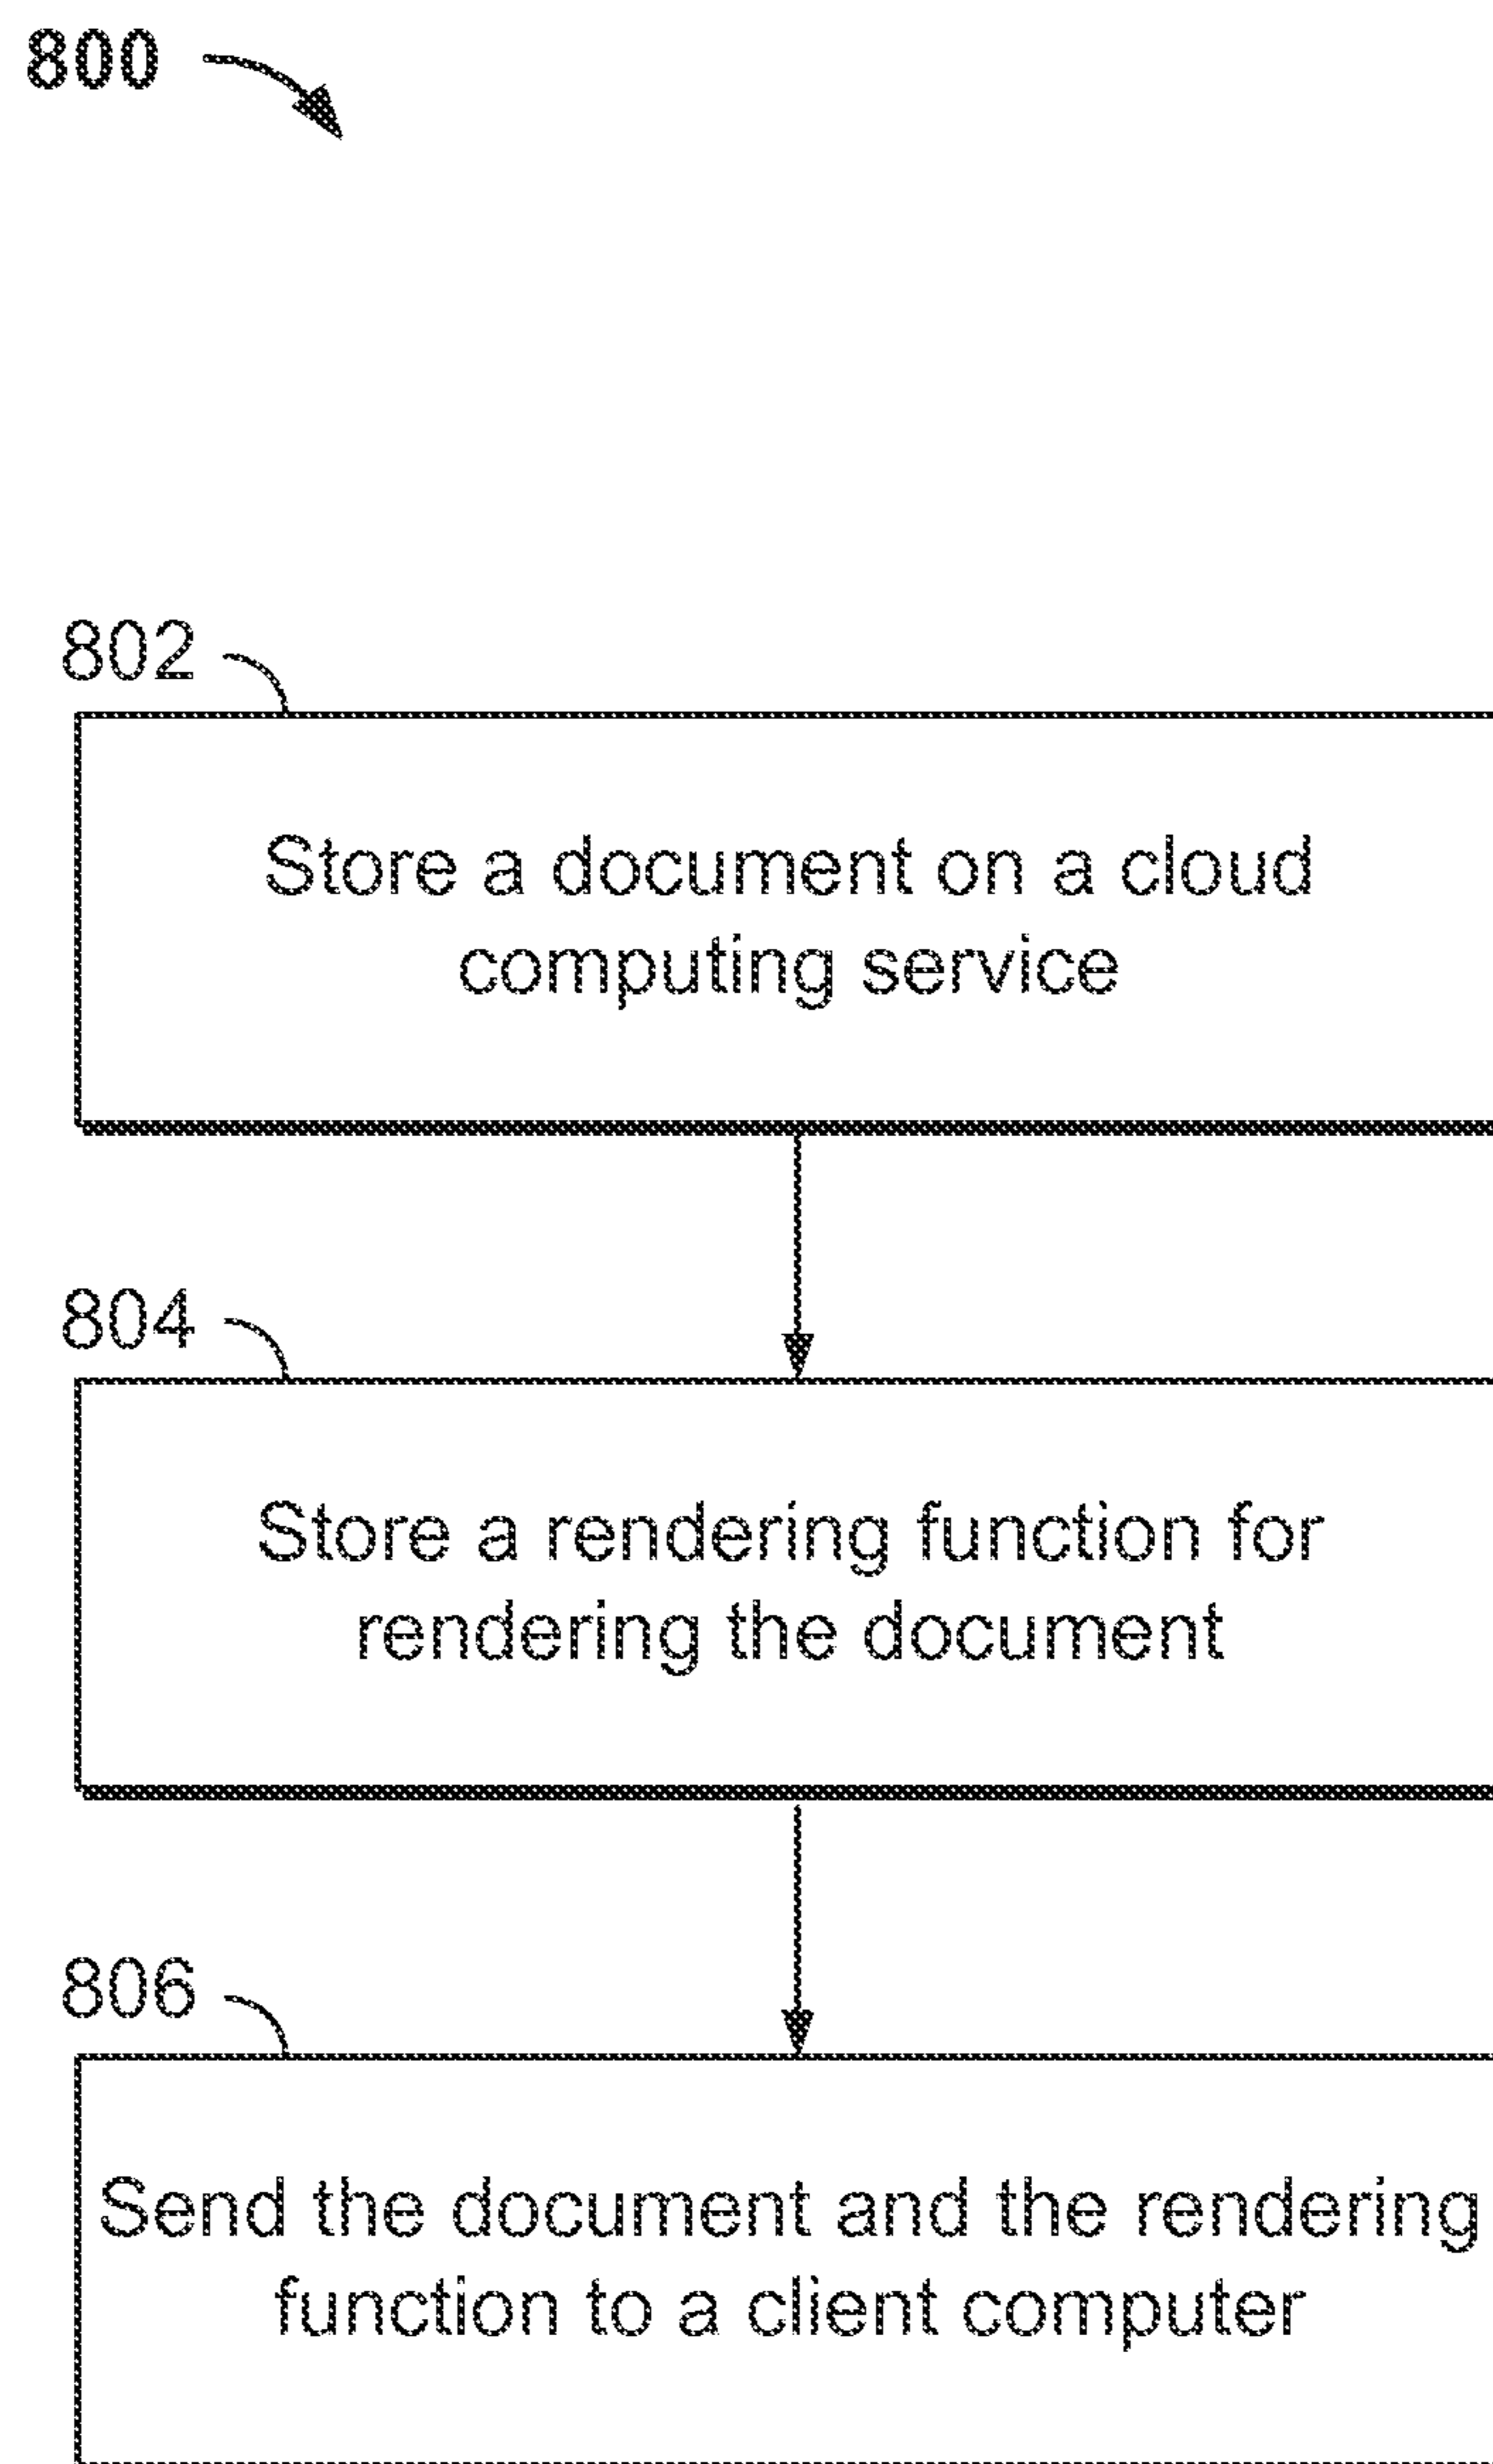 800
802
Store a document on a cloud
computing service
804
Store a rendering function for
rendering the document
806
Send the document and the rendering
function to a client computer